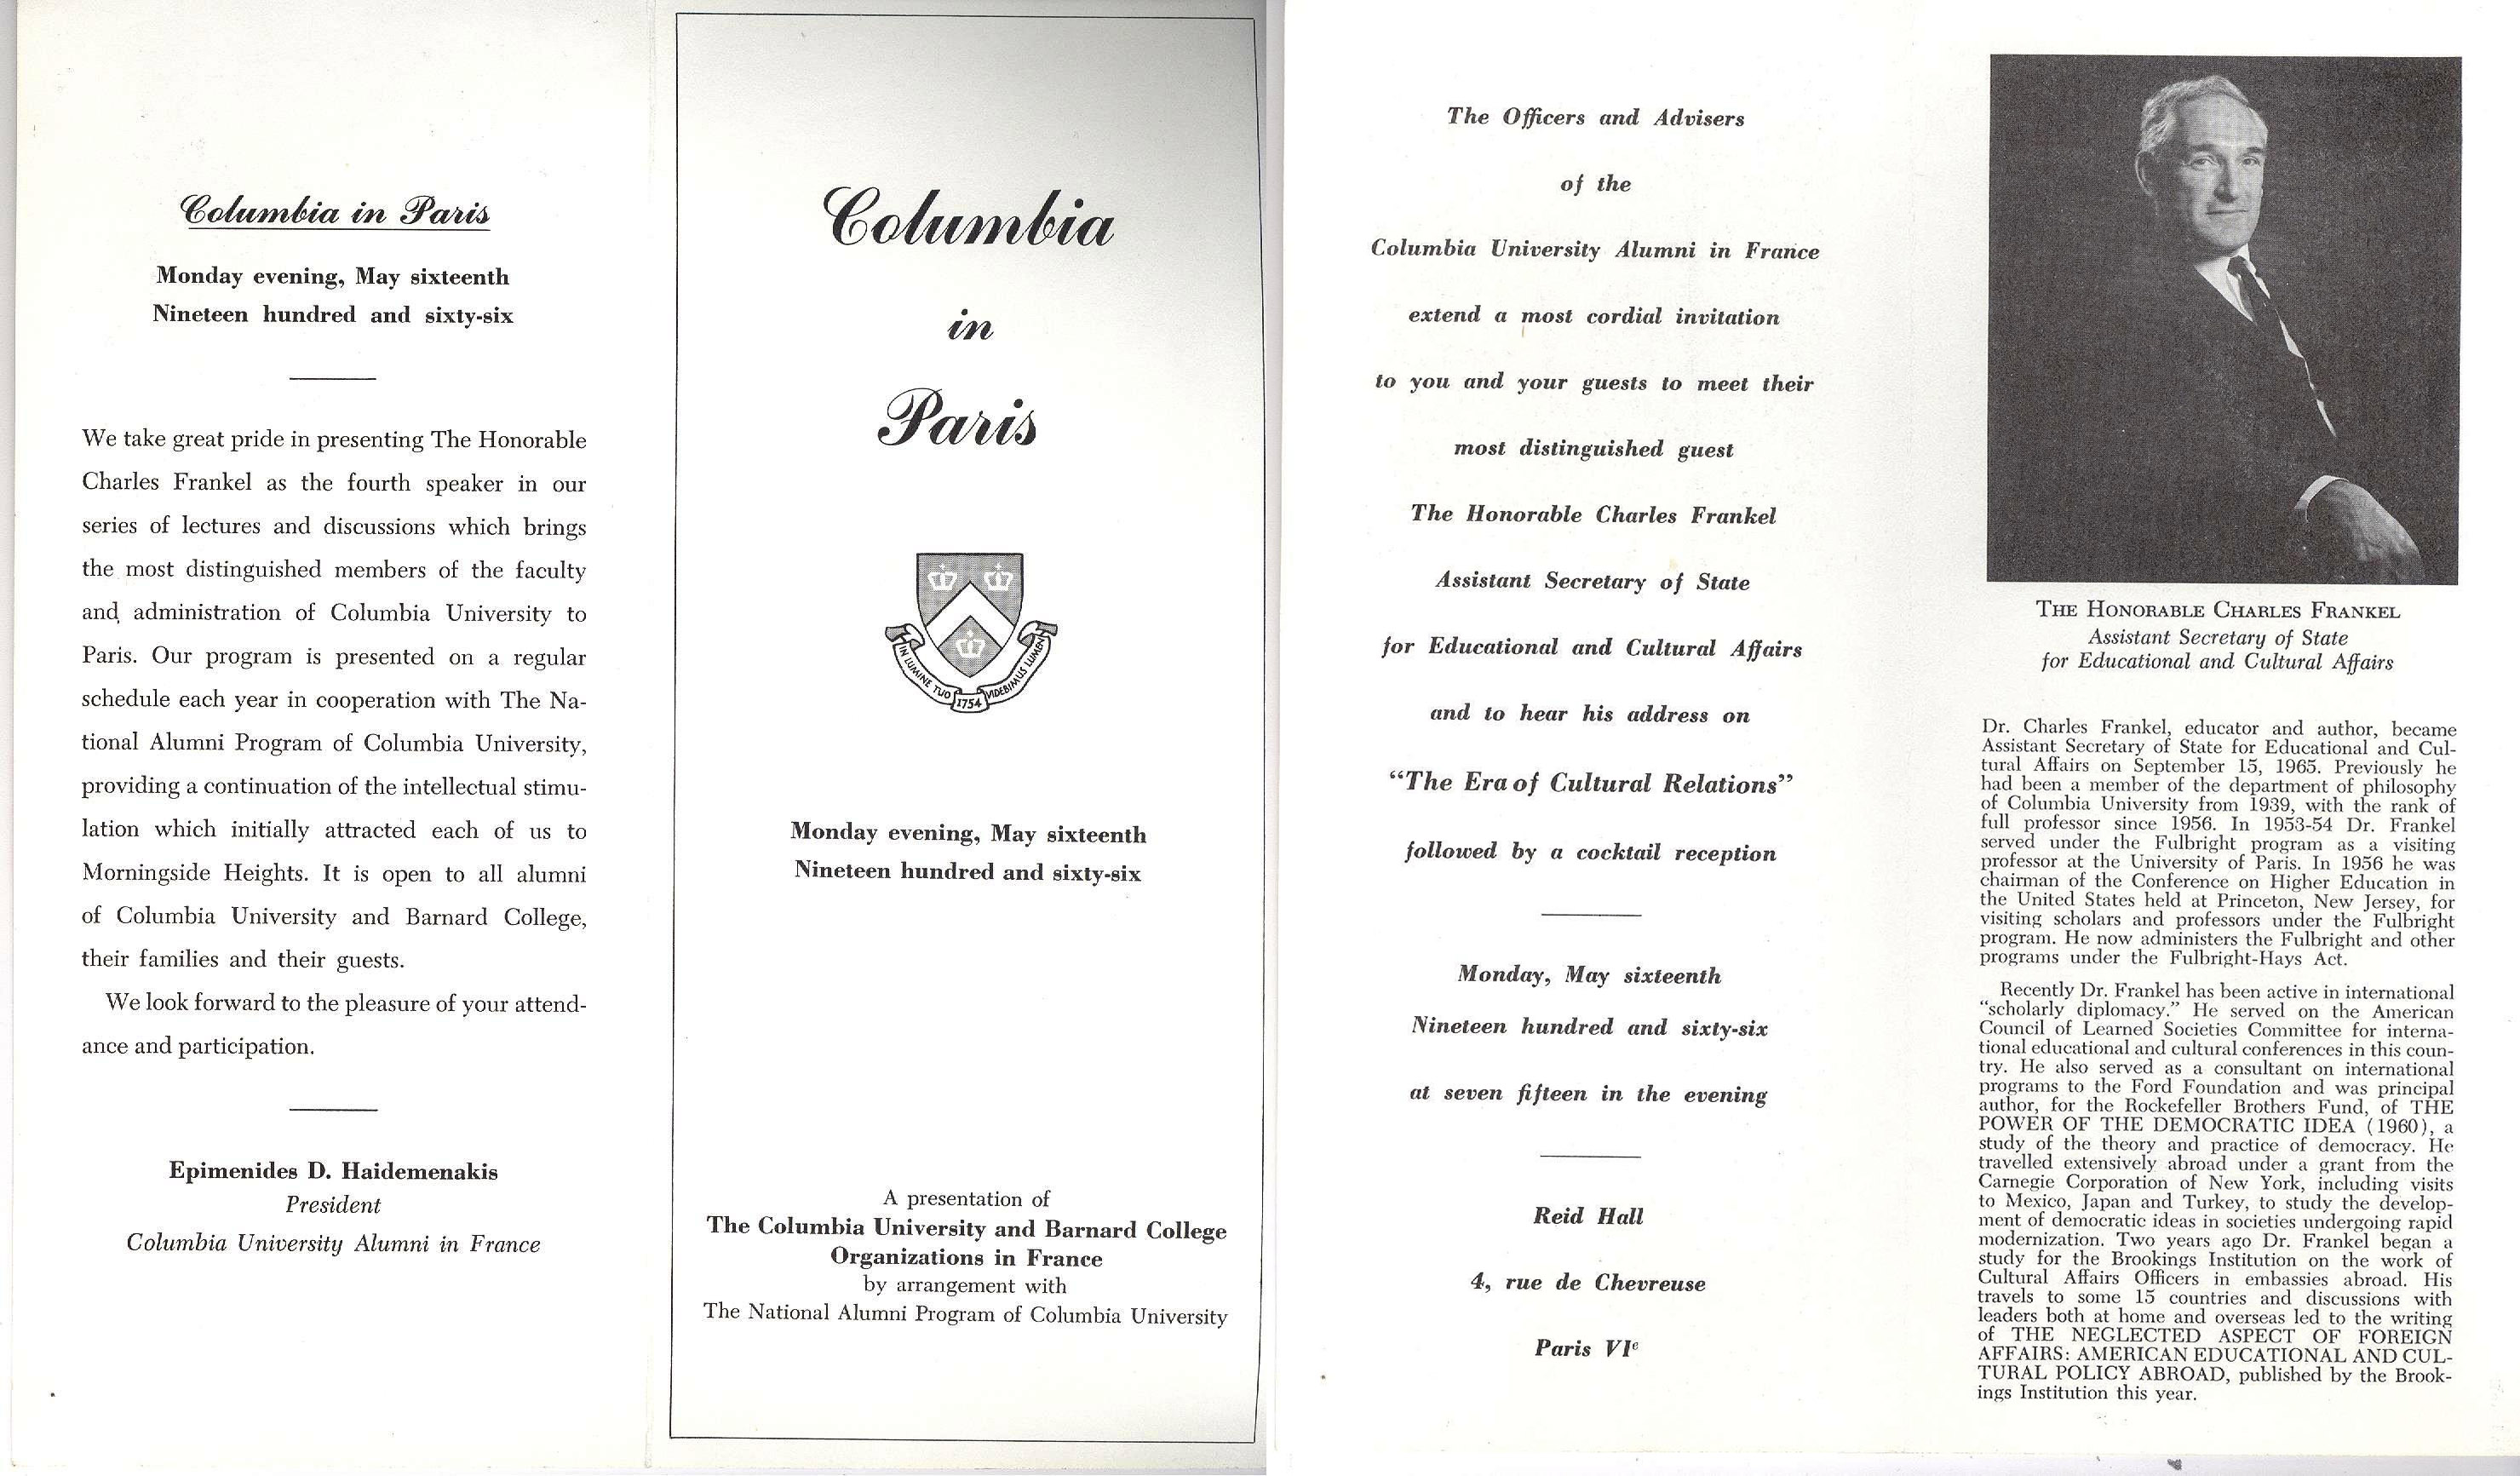 Columbia in Paris
Monday evening, May sixteenth
Nineteen hundred and sixty-six
We take great pride in presenting The Honorable
Charles Frankel as the fourth speaker in our
series of lectures and discussions which brings
the most distinguished members of the faculty
and administration of Columbia University to
Paris. Our program is presented on a regular
schedule each year in cooperation with The Na-
tional Alumni Program of Columbia University,
providing a continuation of the intellectual stimu-
lation which initially attracted each of us to
Morningside Heights. It is open to all alumni
of Columbia University and Barnard College,
their families and their guests.
We look forward to the pleasure of your attend-
ance and participation.
Epimenides D. Haidemenakis
President
Columbia University Alumni in France
Columbia
in
Paris
IN LUMINE TUO VIDEBIMUS LUMEN
1754
Monday evening, May sixteenth
Nineteen hundred and sixty-six
A presentation of
The Columbia University and Barnard College
Organizations in France
by arrangement with
The National Alumni Program of Columbia University
The Officers and Advisers
of the
Columbia University Alumni in France
extend a most cordial invitation
to you and your guests to meet their
most distinguished guest
The Honorable Charles Frankel
Assistant Secretary of State
for Educational and Cultural Affairs
and to hear his address on
“The Era of Cultural Relations”
followed by a cocktail reception
Monday, May sixteenth
Nineteen hundred and sixty-six
at seven fifteen in the evening
Reid Hall
4, rue de Chevreuse
Paris VIe
THE HONORABLE CHARLES FRANKEL
Assistant Secretary of State
for Educational and Cultural Affairs
Dr. Charles Frankel, educator and author, became
Assistant Secretary of State for Educational and Cul-
tural Affairs on September 15, 1965. Previously he
had been a member of the department of philosophy
of Columbia University from 1939, with the rank of
full professor since 1956. In 1953-54 Dr. Frankel
served under the Fulbright program as a visiting
professor at the University of Paris. In 1956 he was
chairman of the Conference on Higher Education in
the United States held at Princeton, New Jersey, for
visiting scholars and professors under the Fulbright
program. He now administers the Fulbright and other
programs under the Fulbright-Hays Act.
Recently Dr. Frankel has been active in international
“scholarly diplomacy.” He served on the American
Council of Learned Societies Committee for interna-
tional educational and cultural conferences in this coun-
try. He also served as a consultant on international
programs to the Ford Foundation and was principal
author, for the Rockefeller Brothers Fund, of THE
POWER OF THE DEMOCRATIC IDEA (1960), a
study of the theory and practice of democracy. He
travelled extensively abroad under a grant from the
Carnegie Corporation of New York, including visits
to Mexico, Japan and Turkey, to study the develop-
ment of democratic ideas in societies undergoing rapid
modernization. Two years ago Dr. Frankel began a
study for the Brookings Institution on the work of
Cultural Affairs Officers in embassies abroad. His
travels to some 15 countries and discussions with
leaders both at home and overseas led to the writing
of THE NEGLECTED ASPECT OF FOREIGN
AFFAIRS: AMERICAN EDUCATIONAL AND CUL-
TURAL POLICY ABROAD, published by the Brook-
ings Institution this year.